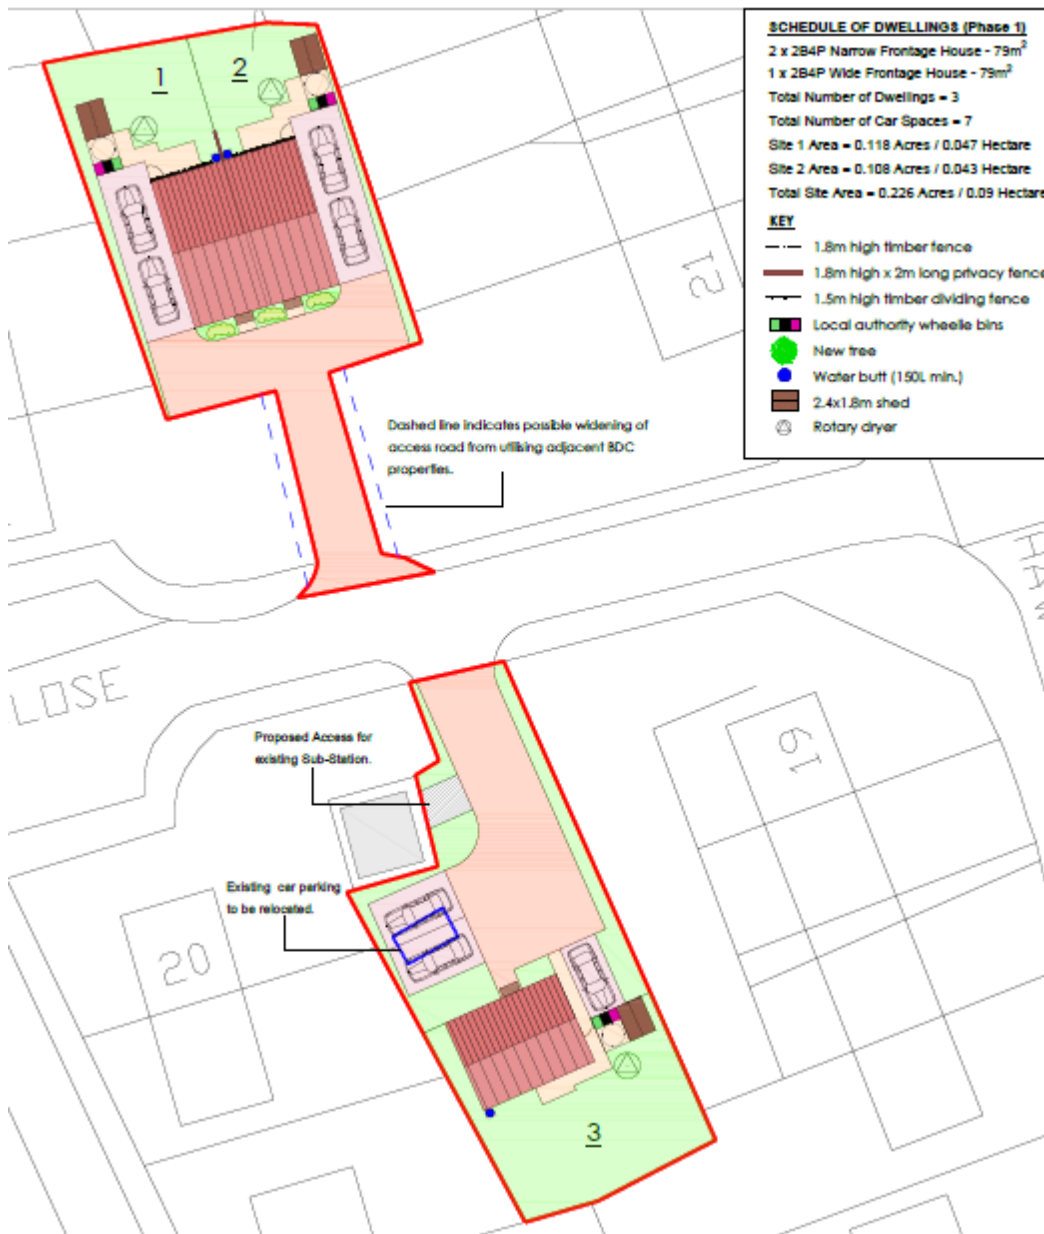 SCHEDULE OF DWELLINGS (Phase 1)
2 x 2B4P Narrow Frontage House - 79m²
1 x 2B4P Wide Frontage House - 79m²
Total Number of Dwellings = 3
Total Number of Car Spaces = 7
Site 1 Area = 0.118 Acres / 0.047 Hectare
Site 2 Area = 0.108 Acres / 0.043 Hectare
Total Site Area = 0.226 Acres / 0.09 Hectare
KEY
1.8m high timber fence
1.8m high x 2m long privacy fence
1.5m high timber dividing fence
Local authority wheelie bins
New tree
Water butt (150L min.)
2.4x1.8m shed
Rotary dryer
1
2
15
Dashed line indicates possible widening of
access road from utilising adjacent BDC
properties.
HAW
LOSE
Proposed Access for
existing Sub-Station.
19
Existing car parking
to be relocated.
20
3